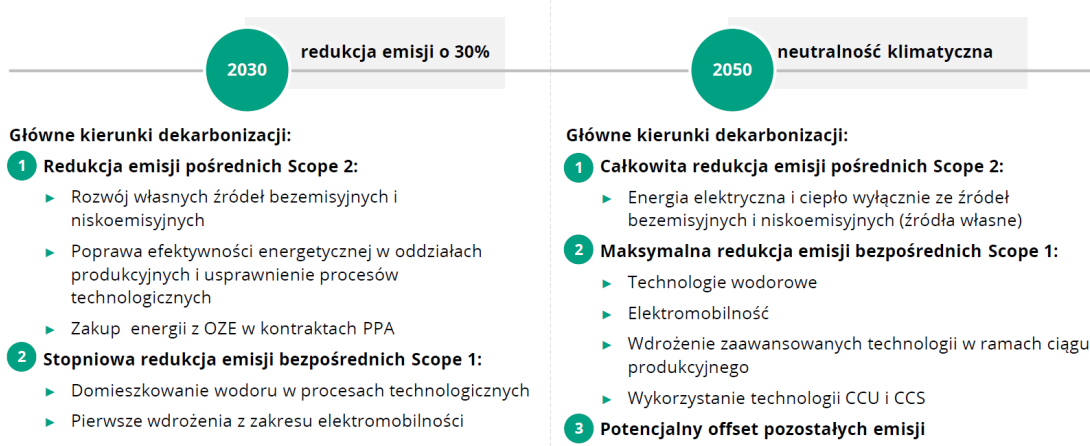 2030
redukcja emisji o 30%
Główne kierunki dekarbonizacji:
1 Redukcja emisji pośrednich Scope 2:
► Rozwój własnych źródeł bezemisyjnych i
niskoemisyjnych
► Poprawa efektywności energetycznej w oddziałach
produkcyjnych i usprawnienie procesów
technologicznych
► Zakup energii z OZE w kontraktach PPA
2 Stopniowa redukcja emisji bezpośrednich Scope 1:
► Domieszkowanie wodoru w procesach technologicznych
► Pierwsze wdrożenia z zakresu elektromobilności
2050
neutralność klimatyczna
Główne kierunki dekarbonizacji:
1 Całkowita redukcja emisji pośrednich Scope 2:
► Energia elektryczna i ciepło wyłącznie ze źródeł
bezemisyjnych i niskoemisyjnych (źródła własne)
2 Maksymalna redukcja emisji bezpośrednich Scope 1:
► Technologie wodorowe
► Elektromobilność
► Wdrożenie zaawansowanych technologii w ramach ciągu
produkcyjnego
► Wykorzystanie technologii CCU i CCS
3 Potencjalny offset pozostałych emisji